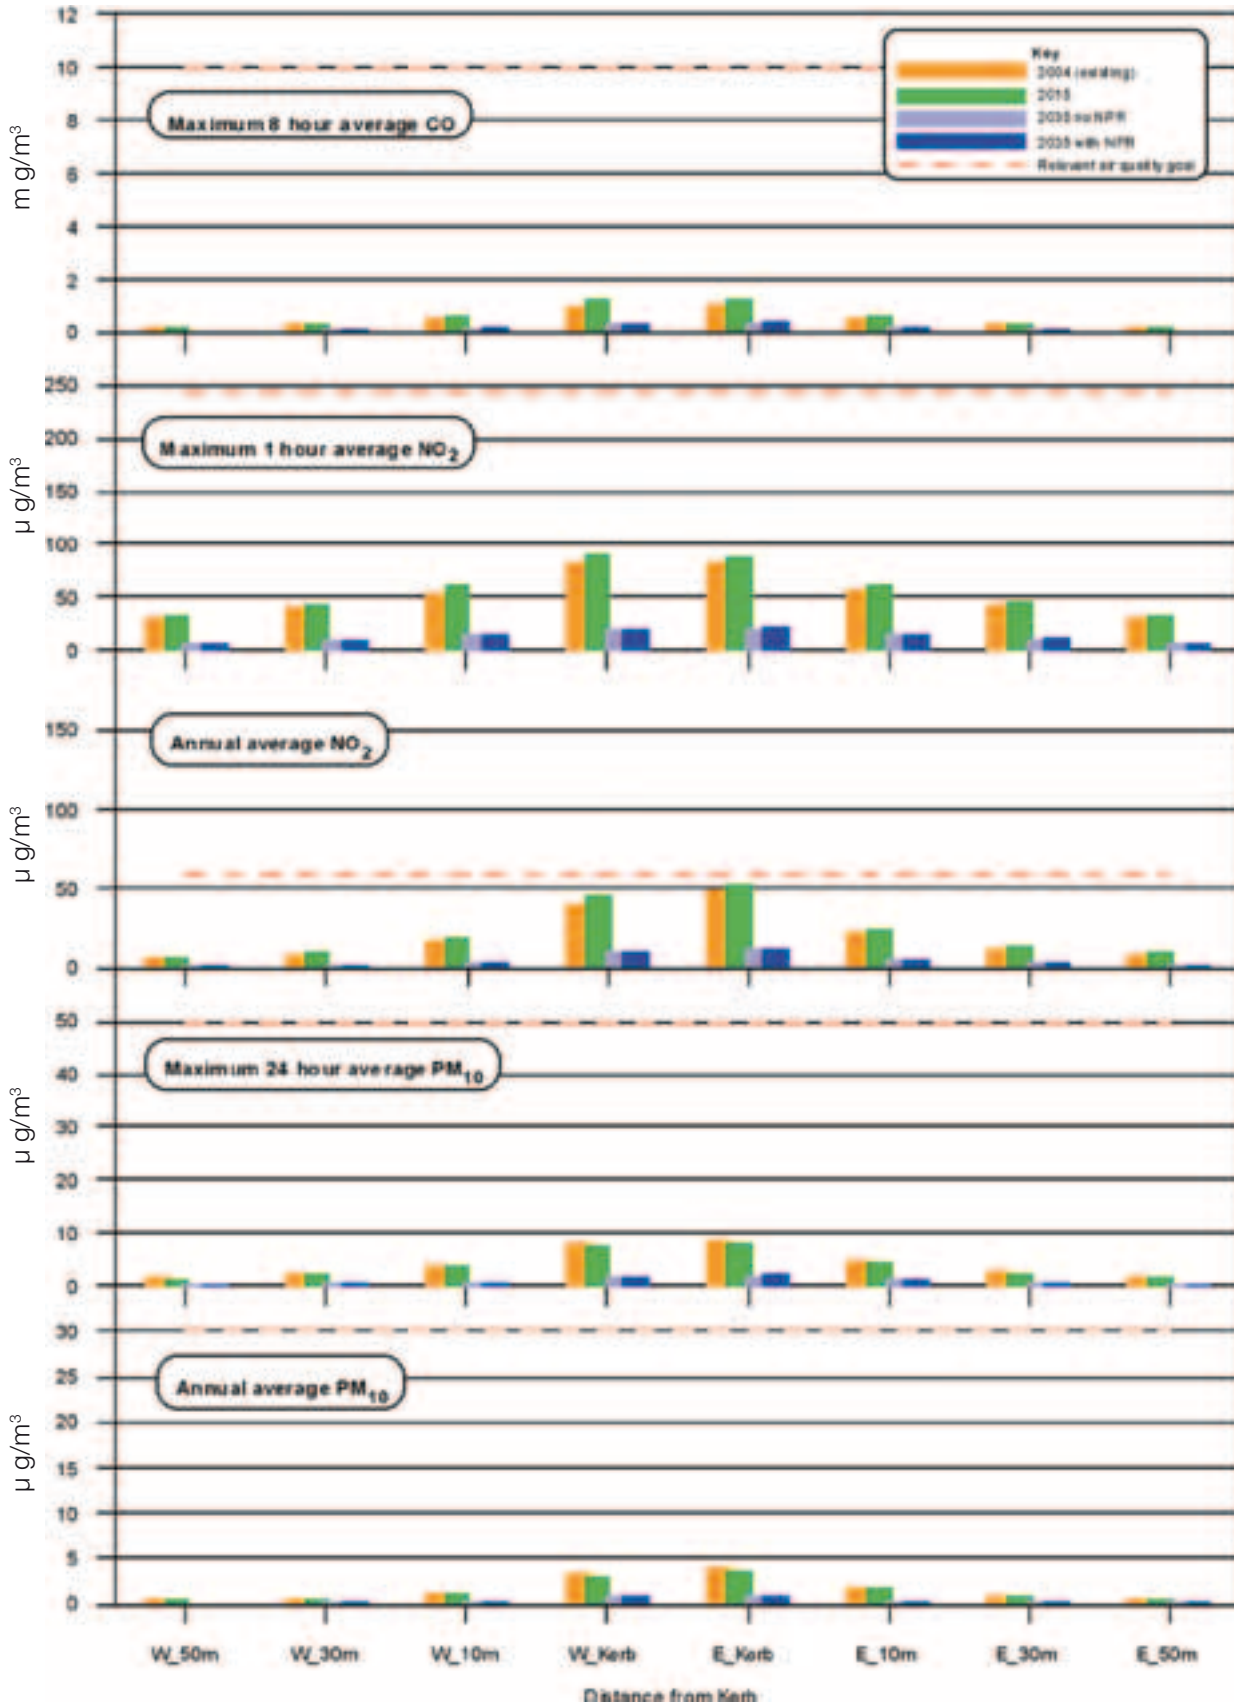 Key
2004 (existing)
2015
2035 no NPR
2035 with NPR
Relevant air quality goal
m g/m³
12
10
8
6
4
2
0
Maximum 8 hour average CO
µ g/m³
250
200
150
100
50
0
Maximum 1 hour average NO₂
µ g/m³
150
100
50
0
Annual average NO₂
µ g/m³
50
40
30
20
10
0
Maximum 24 hour average PM₁₀
µ g/m³
30
25
20
15
10
5
0
Annual average PM₁₀
W_50m W_30m W_10m W_Kerb E_Kerb E_10m E_30m E_50m
Distance from Kerb